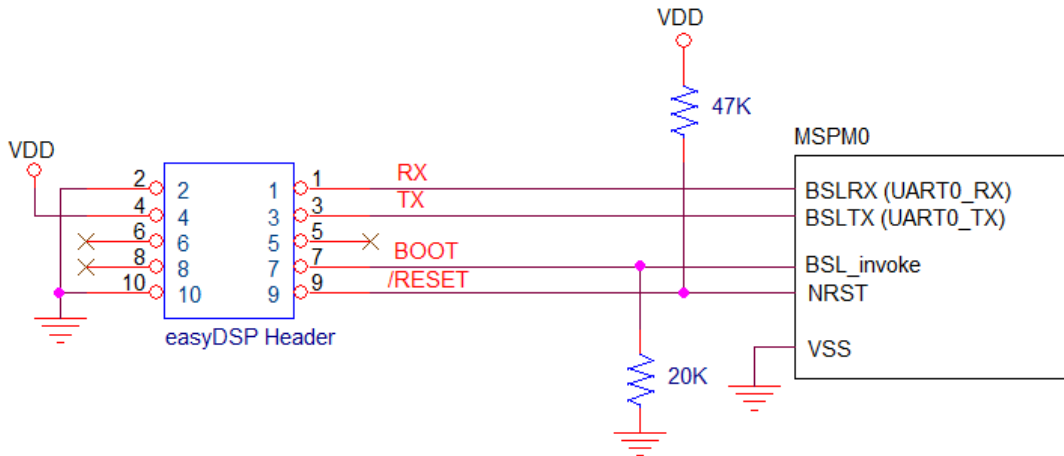 VDD
47K
MSPM0
VDD
2 2 1 1 RX
BSLRX (UART0_RX)
4 4 3 3 TX
BSLTX (UART0_TX)
6 6 5 5
8 8 7 7 BOOT
BSL_invoke
10 10 9 9 /RESET
NRST
easyDSP Header
VSS
20K